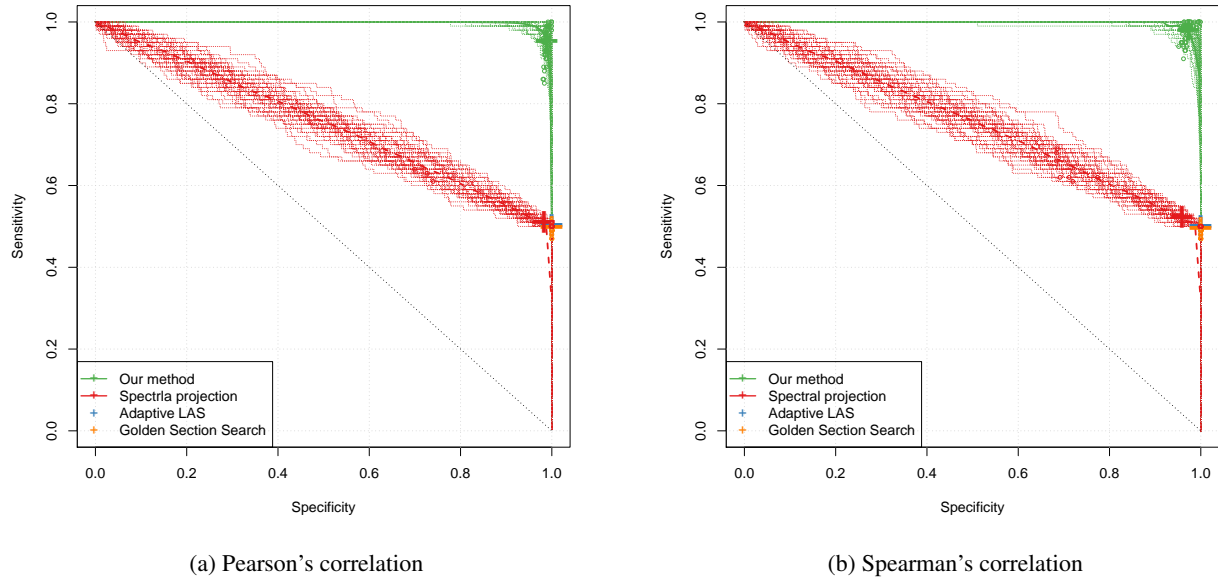 1.0
0.8
0.6
0.4
0.2
0.0
Sensitivity
Our method
Spectrla projection
Adaptive LAS
Golden Section Search
0.0 0.2 0.4 0.6 0.8 1.0
Specificity
(a) Pearson's correlation
1.0
0.8
0.6
0.4
0.2
0.0
Sensitivity
Our method
Spectral projection
Adaptive LAS
Golden Section Search
0.0 0.2 0.4 0.6 0.8 1.0
Specificity
(b) Spearman's correlation